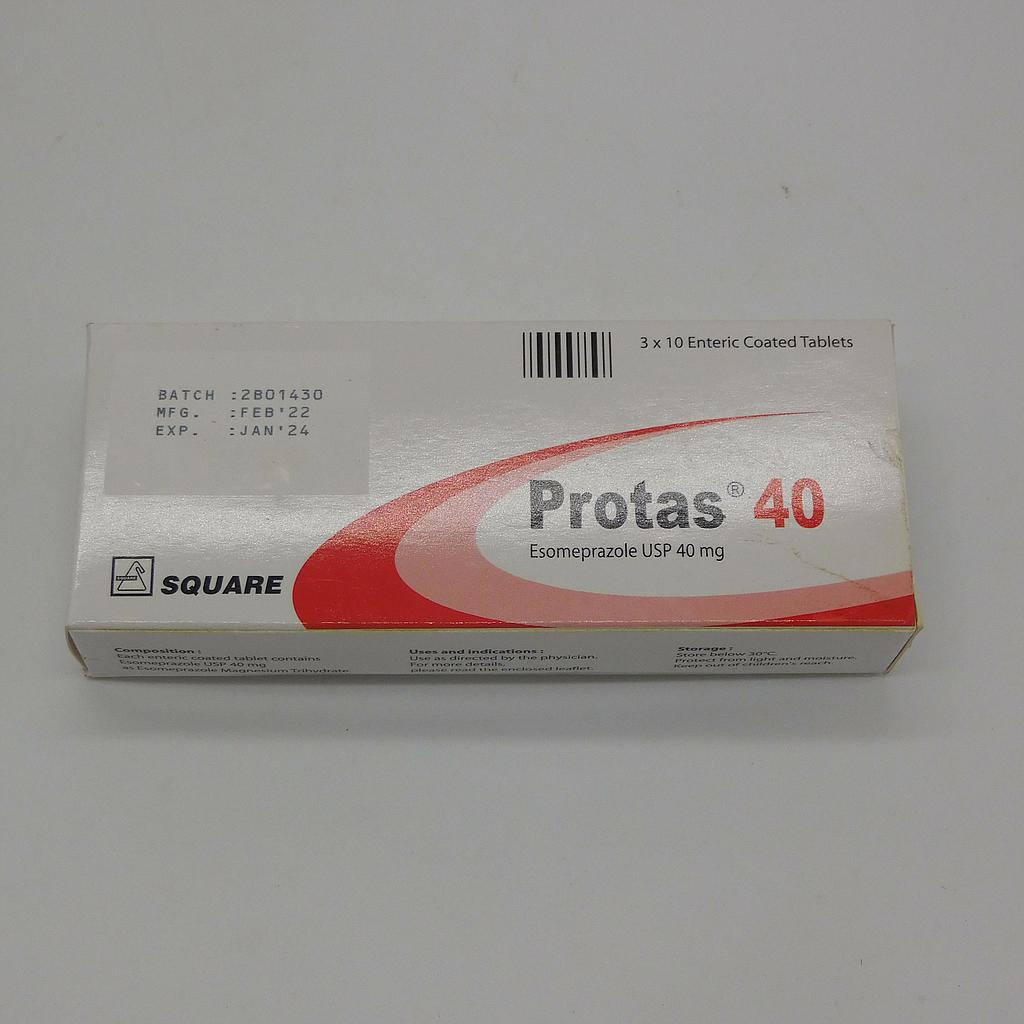 BATCH :2B01430
MFG. :FEB'22
EXP. :JAN'24
3 x 10 Enteric Coated Tablets
Protas® 40
Esomeprazole USP 40 mg
SQUARE
SQUARE
Composition :
Each enteric coated tablet contains
Esomeprazole USP 40 mg
as Esomeprazole Magnesium Trihydrate
Uses and indications :
Use as directed by the physician.
For more details,
please read the enclosed leaflet.
Storage :
Store below 30°C.
Protect from light and moisture.
Keep out of children's reach.